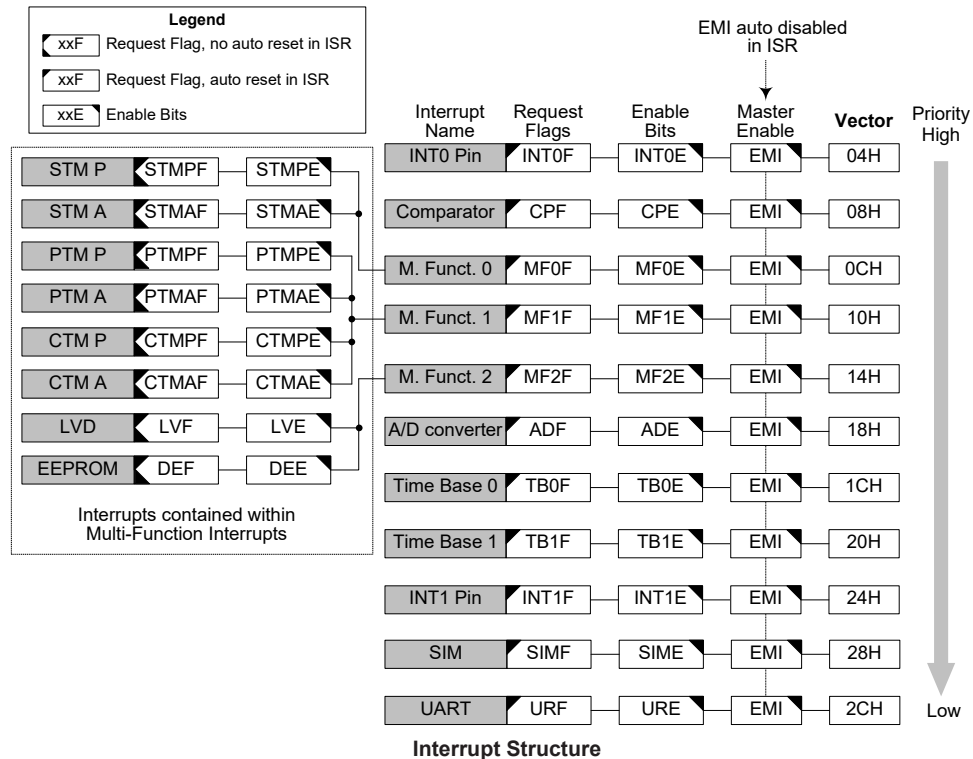 Legend
xxF Request Flag, no auto reset in ISR
xxF Request Flag, auto reset in ISR
xxE Enable Bits
EMI auto disabled
in ISR
Interrupt Name Request Flags Enable Bits Master Enable Vector Priority High
STM P STMPF STMPE
STM A STMAF STMAE
PTM P PTMPF PTMPE
PTM A PTMAF PTMAE
CTM P CTMPF CTMPE
CTM A CTMAF CTMAE
LVD LVF LVE
EEPROM DEF DEE
Interrupts contained within
Multi-Function Interrupts
INT0 Pin INT0F INT0E EMI 04H
Comparator CPF CPE EMI 08H
M. Funct. 0 MF0F MF0E EMI 0CH
M. Funct. 1 MF1F MF1E EMI 10H
M. Funct. 2 MF2F MF2E EMI 14H
A/D converter ADF ADE EMI 18H
Time Base 0 TB0F TB0E EMI 1CH
Time Base 1 TB1F TB1E EMI 20H
INT1 Pin INT1F INT1E EMI 24H
SIM SIMF SIME EMI 28H
UART URF URE EMI 2CH Low
Interrupt Structure